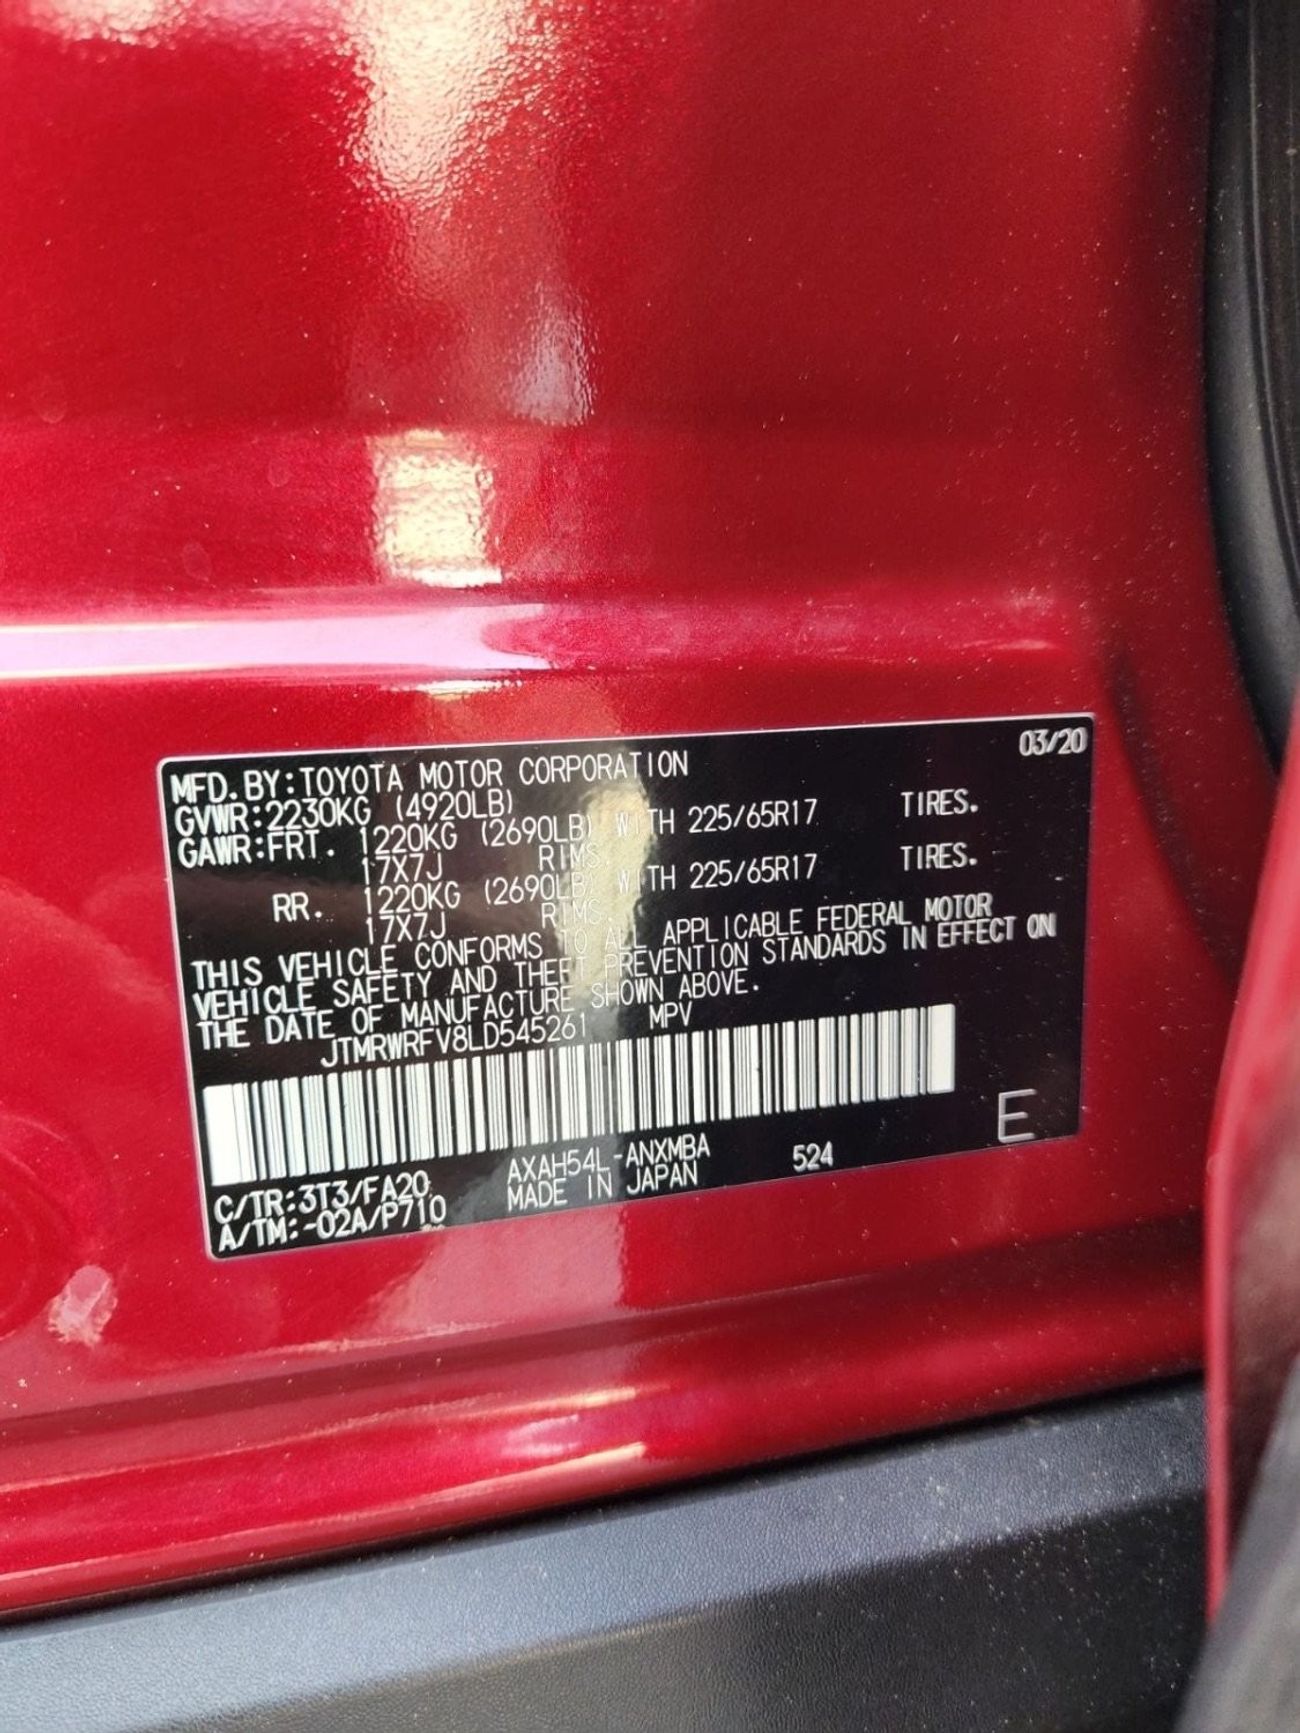 03/20
MFD. BY: TOYOTA MOTOR CORPORATION
GVWR: 2230KG (4920LB)
GAWR: FRT. 1220KG (2690LB) WITH 225/65R17 TIRES.
17X7J RIMS.
RR. 1220KG (2690LB) WITH 225/65R17 TIRES.
17X7J RIMS.
THIS VEHICLE CONFORMS TO ALL APPLICABLE FEDERAL MOTOR
VEHICLE SAFETY AND THEFT PREVENTION STANDARDS IN EFFECT ON
THE DATE OF MANUFACTURE SHOWN ABOVE.
JTMRWRFV8LD545261 MPV
C/TR: 3T3/FA20 AXAH54L-ANXMBA 524 E
A/TM: -02A/P710 MADE IN JAPAN